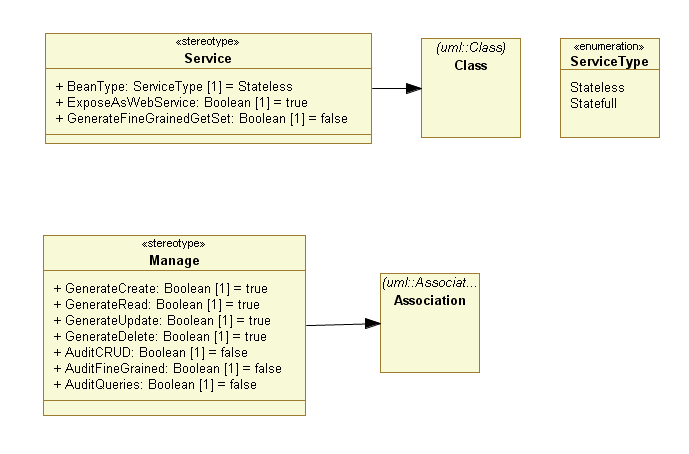 «stereotype»
Service
+ BeanType: ServiceType [1] = Stateless
+ ExposeAsWebService: Boolean [1] = true
+ GenerateFineGrainedGetSet: Boolean [1] = false
(uml::Class)
Class
«enumeration»
ServiceType
Stateless
Statefull
«stereotype»
Manage
+ GenerateCreate: Boolean [1] = true
+ GenerateRead: Boolean [1] = true
+ GenerateUpdate: Boolean [1] = true
+ GenerateDelete: Boolean [1] = true
+ AuditCRUD: Boolean [1] = false
+ AuditFineGrained: Boolean [1] = false
+ AuditQueries: Boolean [1] = false
(uml::Associat...
Association